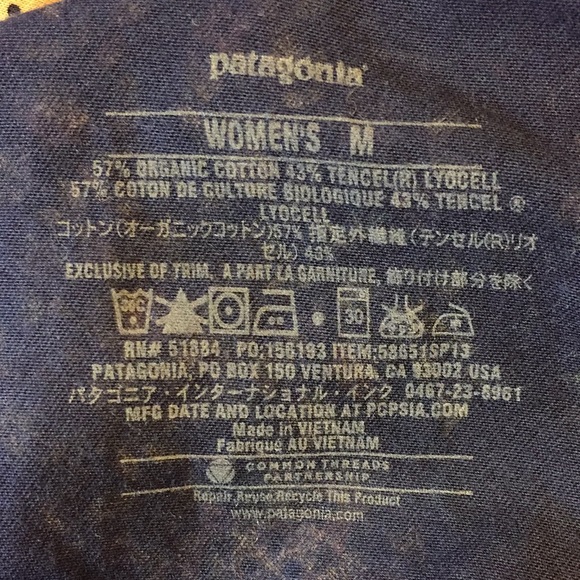 patagonia®
WOMEN'S M
57% ORGANIC COTTON 43% TENCEL(R) LYOCELL
57% COTON DE CULTURE BIOLOGIQUE 43% TENCEL ®
LYOCELL
コットン(オーガニックコットン)57% 指定外繊維(テンセル(R)リオ
セル) 43%
EXCLUSIVE OF TRIM, A PART LA GARNITURE, 飾り付け部分を除く
30
RN# 51884 PO:156193 ITEM:58651SP13
PATAGONIA, PO BOX 150 VENTURA, CA 93002 USA
パタゴニア・インターナショナル・インク 0467-23-8961
MFG DATE AND LOCATION AT PCPSIA.COM
Made in VIETNAM
Fabriqué AU VIETNAM
COMMON THREADS
PARTNERSHIP
Repair,Reuse,Recycle This Product
www.patagonia.com